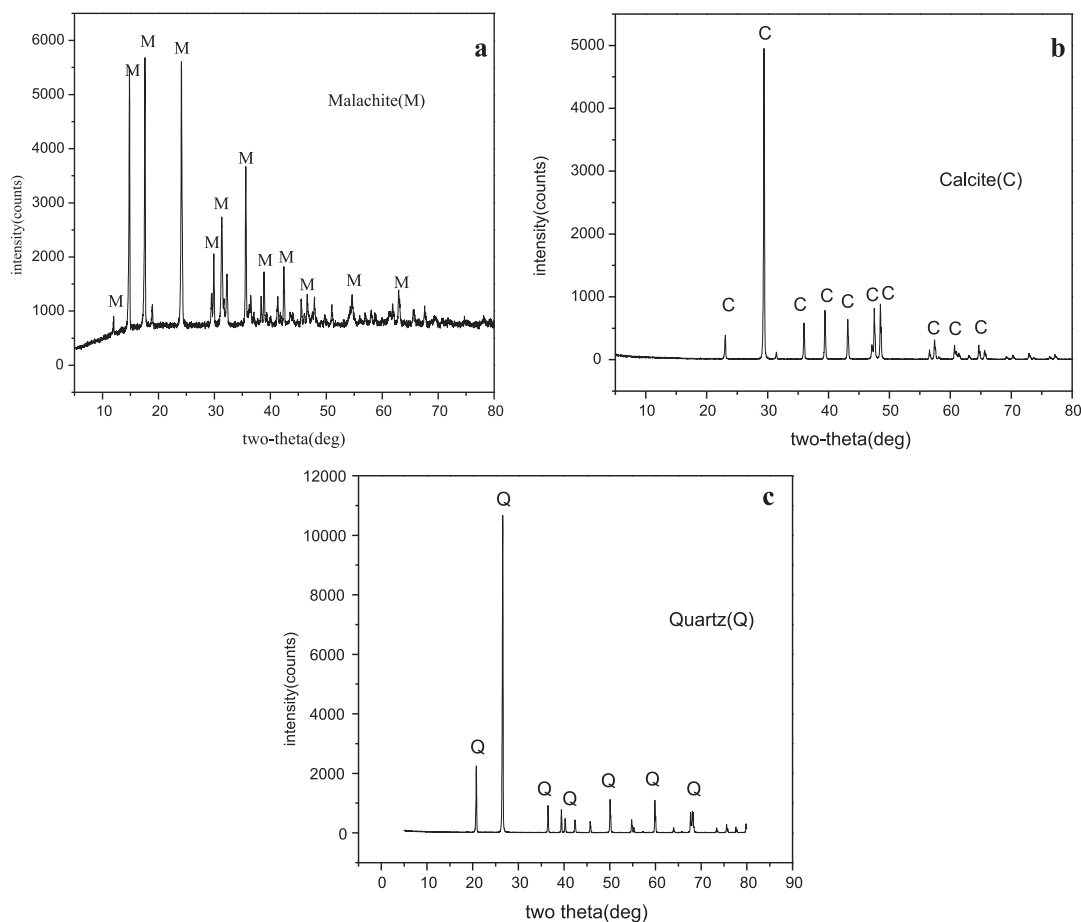 a
6000
5000
4000
3000
2000
1000
0
M
M
M
M
M
M
M
M
M
M
M
M
Malachite(M)
intensity(counts)
10 20 30 40 50 60 70 80
two-theta(deg)
b
5000
4000
3000
2000
1000
0
C
C
C
C
C
C
C
C
C
C
Calcite(C)
intensity(counts)
10 20 30 40 50 60 70 80
two-theta(deg)
c
12000
10000
8000
6000
4000
2000
0
Q
Q
Q
Q
Q
Q
Q
Quartz(Q)
intensity(counts)
0 10 20 30 40 50 60 70 80 90
two theta(deg)